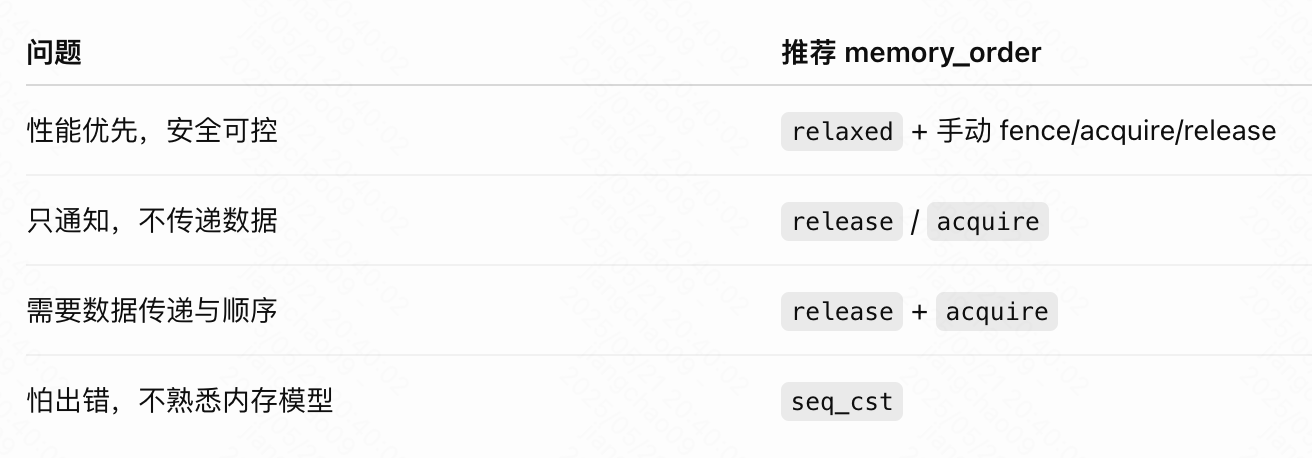 问题 推荐 memory_order
性能优先，安全可控 relaxed + 手动 fence/acquire/release
只通知，不传递数据 release / acquire
需要数据传递与顺序 release + acquire
怕出错，不熟悉内存模型 seq_cst